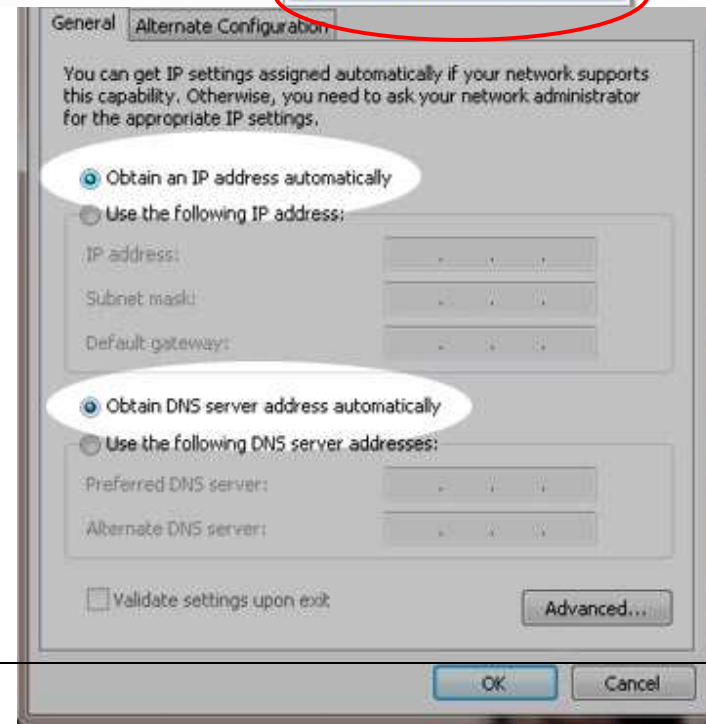 General
Alternate Configuration
You can get IP settings assigned automatically if your network supports
this capability. Otherwise, you need to ask your network administrator
for the appropriate IP settings.
Obtain an IP address automatically
Use the following IP address:
IP address:
Subnet mask:
Default gateway:
Obtain DNS server address automatically
Use the following DNS server addresses:
Preferred DNS server:
Alternate DNS server:
Validate settings upon exit
Advanced...
OK
Cancel